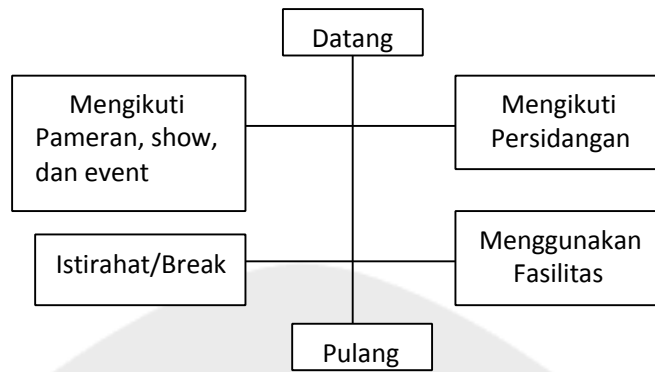 Datang
Mengikuti
Pameran, show,
dan event
Mengikuti
Persidangan
Istirahat/Break
Menggunakan
Fasilitas
Pulang